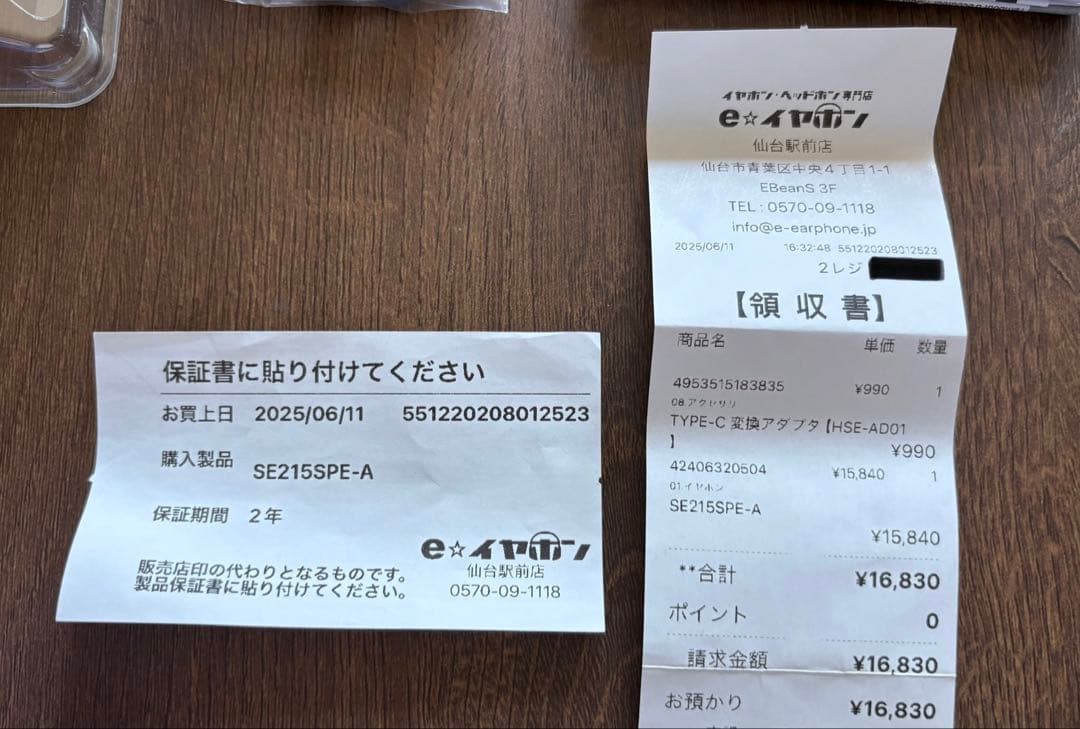 保証書に貼り付けてください
お買上日 2025/06/11 551220208012523
購入製品 SE215SPE-A
保証期間 2年
e☆イヤホン
仙台駅前店
0570-09-1118
販売店印の代わりとなるものです。
製品保証書に貼り付けてください。
イヤホン・ヘッドホン専門店
e☆イヤホン
仙台駅前店
仙台市青葉区中央4丁目1-1
EBeanS 3F
TEL : 0570-09-1118
info@e-earphone.jp
2025/06/11 16:32:48 551220208012523
2レジ
【領 収 書】
商品名 単価 数量
4953515183835 ¥990 1
08.アクセサリ
TYPE-C 変換アダプタ【HSE-AD01
】
¥990
42406320504 ¥15,840 1
01.イヤホン
SE215SPE-A
¥15,840
**合計 ¥16,830
ポイント 0
請求金額 ¥16,830
お預かり ¥16,830